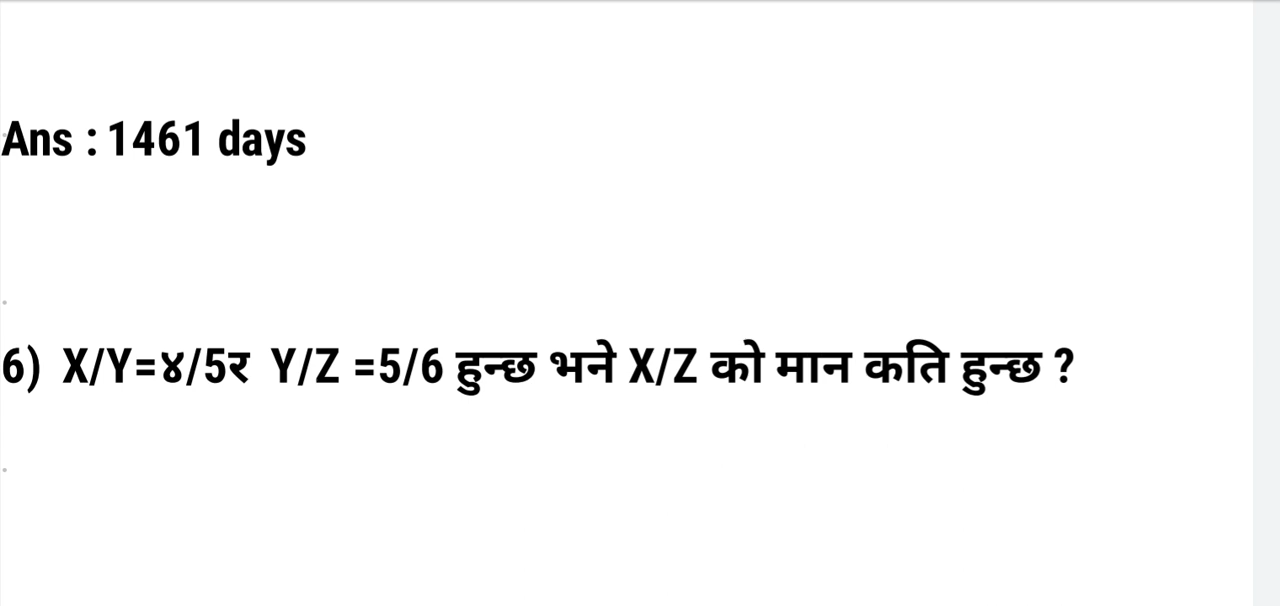 Ans : 1461 days
6) X/Y=४/5र Y/Z =5/6 हुन्छ भने X/Z को मान कति हुन्छ ?